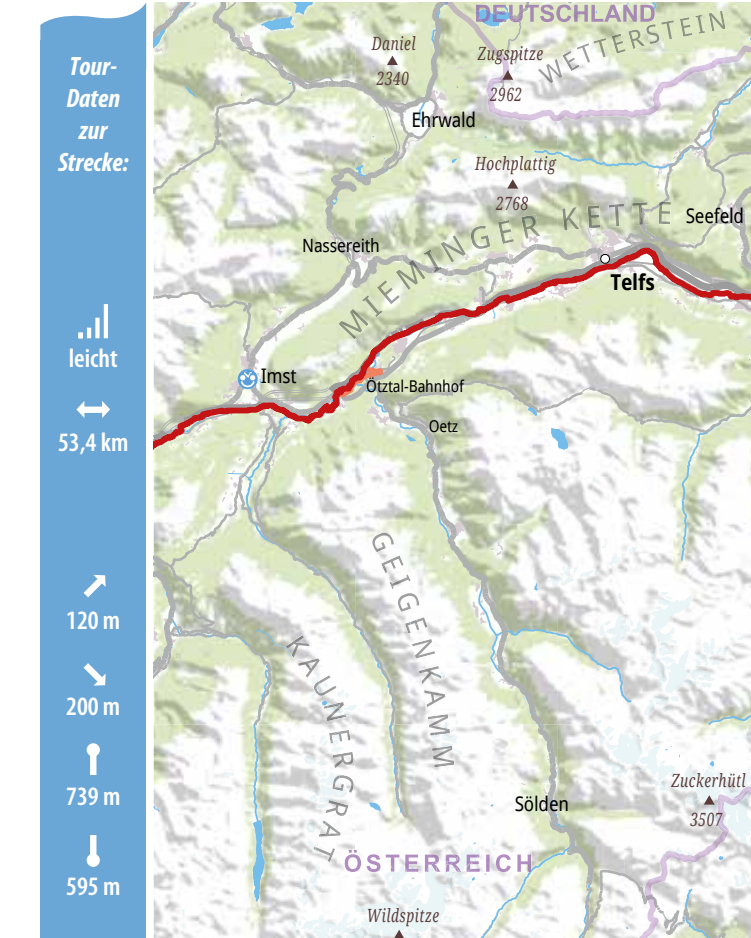 Tour-
Daten
zur
Strecke:
leicht
53,4 km
120 m
200 m
739 m
595 m
DEUTSCHLAND
WETTERSTEIN
Daniel
2340
Zugspitze
2962
Ehrwald
Hochplattig
2768
MIEMINGER KETTE
Seefeld
Nassereith
Telfs
Imst
Ötztal-Bahnhof
Oetz
GEIGENKAMM
KAUNERGRAT
Zuckerhütl
3507
Sölden
ÖSTERREICH
Wildspitze